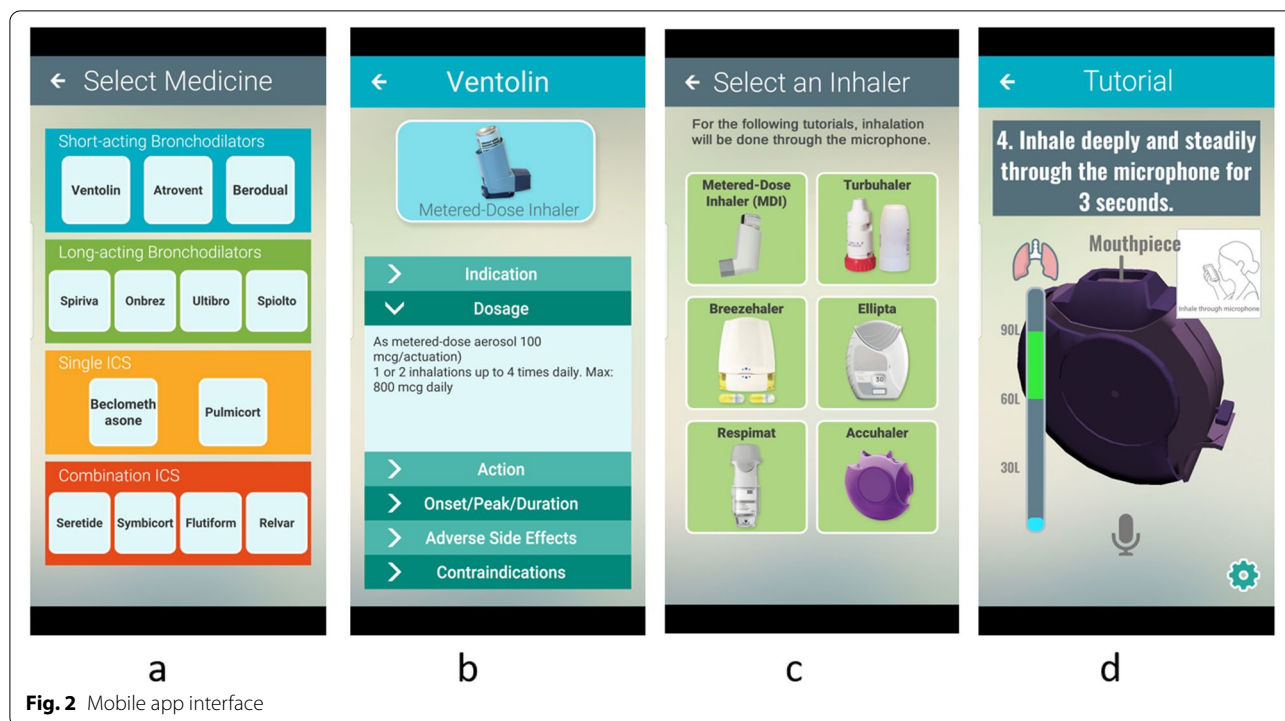 Select Medicine
Short-acting Bronchodilators
Ventolin
Atrovent
Berodual
Long-acting Bronchodilators
Spiriva
Onbrez
Ultibro
Spiolto
Single ICS
Beclometh
asone
Pulmicort
Combination ICS
Seretide
Symbicort
Flutiform
Relvar
a
Ventolin
Metered-Dose Inhaler
Indication
Dosage
As metered-dose aerosol 100
mcg/actuation)
1 or 2 inhalations up to 4 times daily. Max:
800 mcg daily
Action
Onset/Peak/Duration
Adverse Side Effects
Contraindications
b
Select an Inhaler
For the following tutorials, inhalation
will be done through the microphone.
Metered-Dose
Inhaler (MDI)
Turbuhaler
Breezehaler
Ellipta
30
Respimat
Accuhaler
c
Tutorial
4. Inhale deeply and steadily
through the microphone for
3 seconds.
Mouthpiece
Inhale through microphone
90L
60L
30L
d
Fig. 2 Mobile app interface